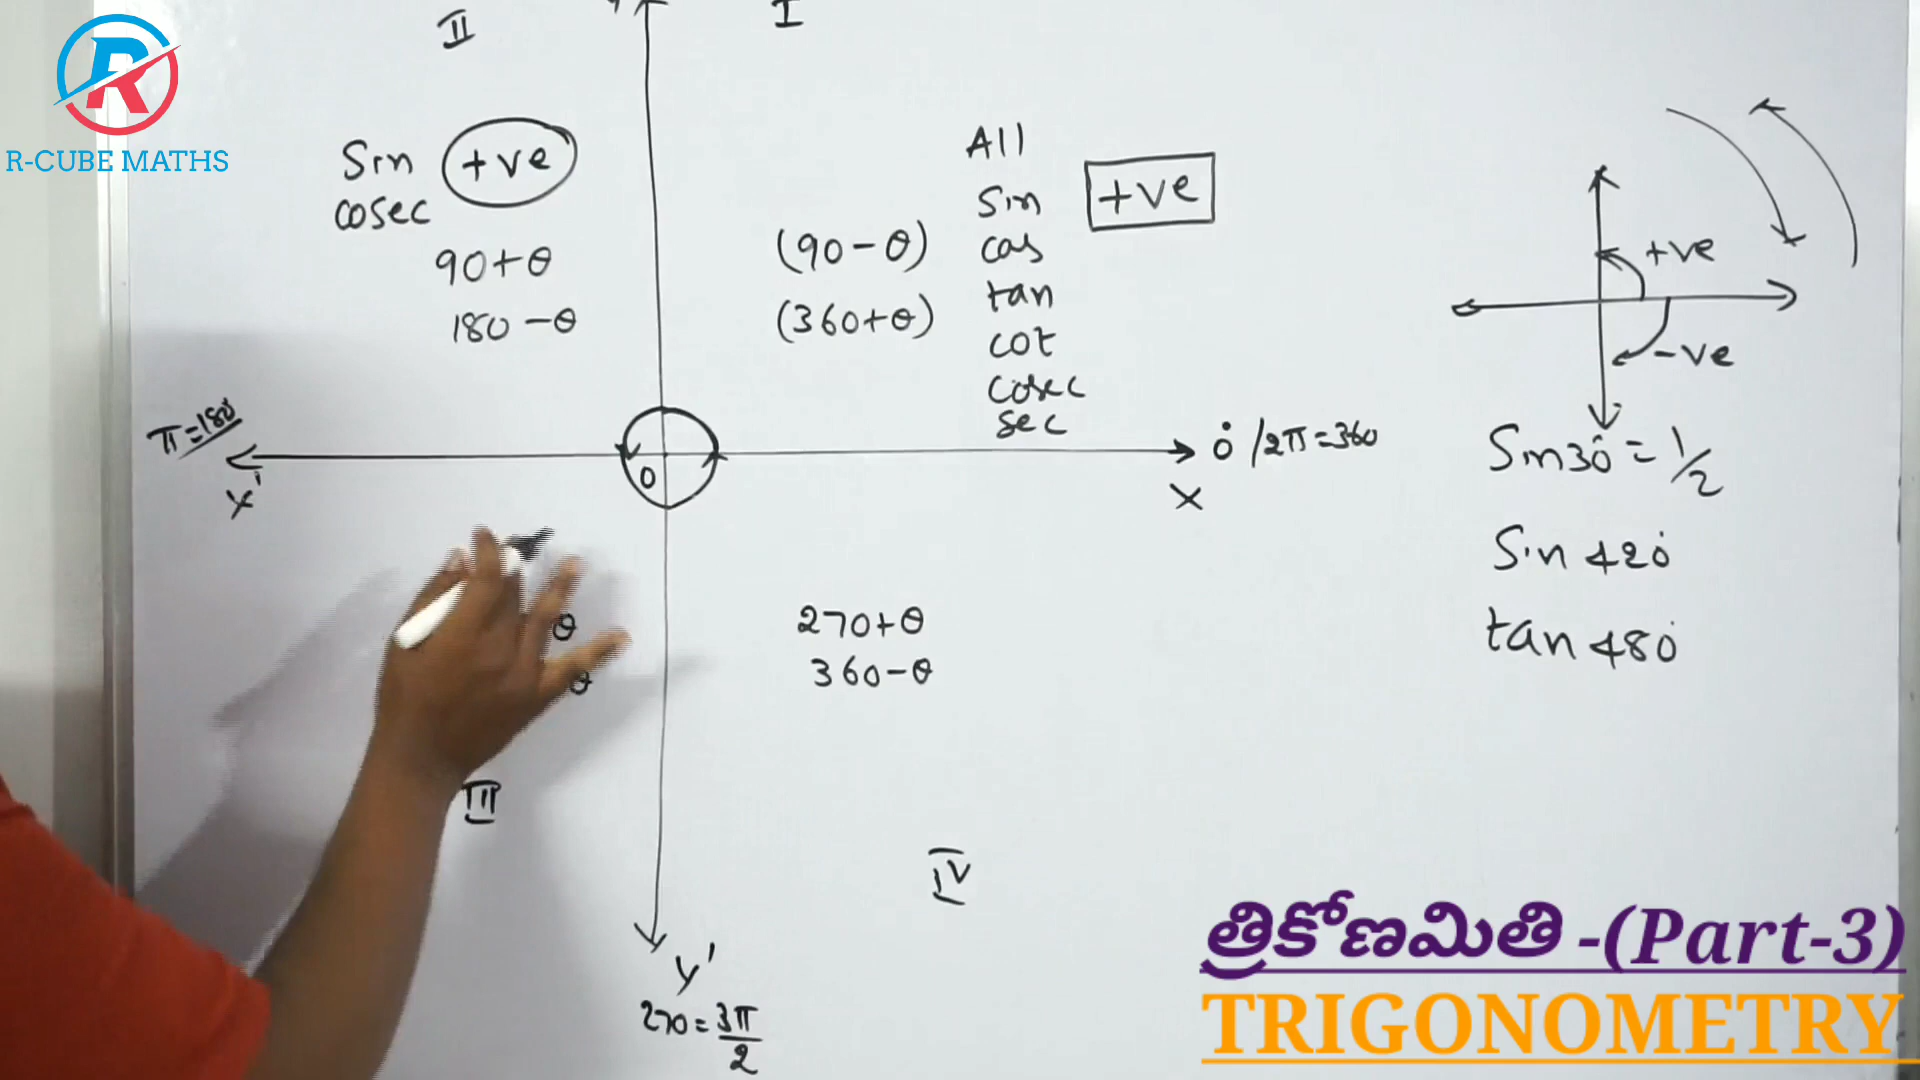 R-CUBE MATHS
II
I
Sin +ve
cosec
90+θ
180-θ
All
+ve
Sin
(90-θ) cos
(360+θ) tan
cot
cosec
sec
+ve
-ve
π=180°
X'
0
0° /2π=360
X
Sin30°=1/2
Sin 420°
tan 480°
θ
θ
270+θ
360-θ
III
IV
Y'
270=3π/2
త్రికోణమితి -(Part-3)
TRIGONOMETRY